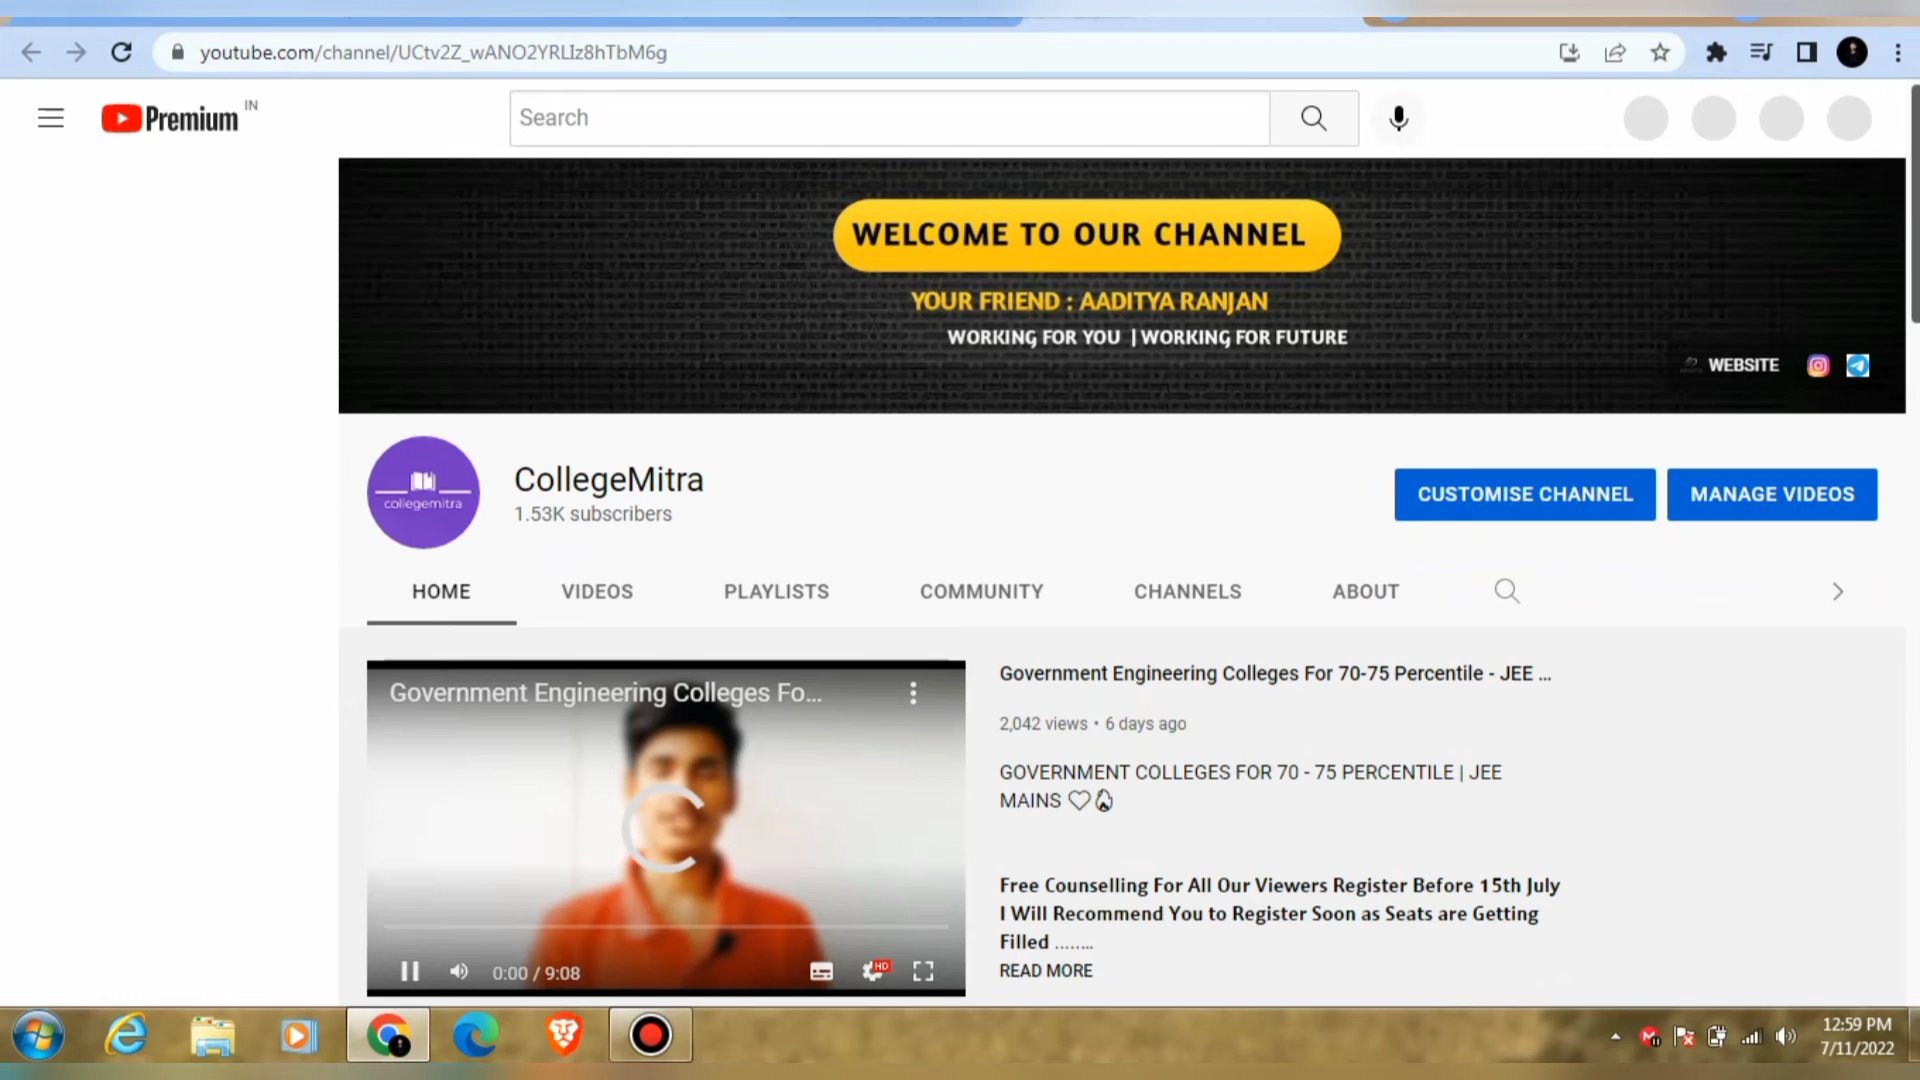 youtube.com/channel/UCtv2Z_wANO2YRLIz8hTbM6g
Premium IN
Search
WELCOME TO OUR CHANNEL
YOUR FRIEND : AADITYA RANJAN
WORKING FOR YOU | WORKING FOR FUTURE
WEBSITE
collegemitra
CollegeMitra
1.53K subscribers
CUSTOMISE CHANNEL
MANAGE VIDEOS
HOME VIDEOS PLAYLISTS COMMUNITY CHANNELS ABOUT
Government Engineering Colleges Fo...
0:00 / 9:08
HD
Government Engineering Colleges For 70-75 Percentile - JEE ...
2,042 views • 6 days ago
GOVERNMENT COLLEGES FOR 70 - 75 PERCENTILE | JEE
MAINS
Free Counselling For All Our Viewers Register Before 15th July
I Will Recommend You to Register Soon as Seats are Getting
Filled ........
READ MORE
12:59 PM
7/11/2022